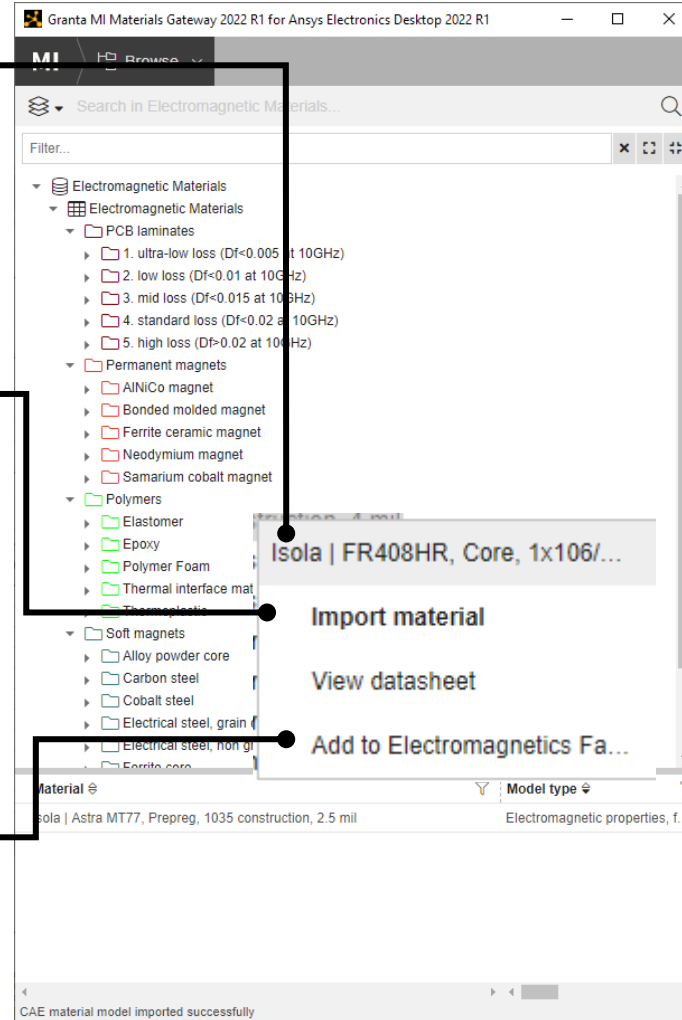 Granta MI Materials Gateway 2022 R1 for Ansys Electronics Desktop 2022 R1
MI Browse
Search in Electromagnetic Materials...
Filter...
Electromagnetic Materials
Electromagnetic Materials
PCB laminates
1. ultra-low loss (Df<0.005 at 10GHz)
2. low loss (Df<0.01 at 10GHz)
3. mid loss (Df<0.015 at 10GHz)
4. standard loss (Df<0.02 at 10GHz)
5. high loss (Df>0.02 at 10GHz)
Permanent magnets
AlNiCo magnet
Bonded molded magnet
Ferrite ceramic magnet
Neodymium magnet
Samarium cobalt magnet
Polymers
Elastomer
Epoxy
Polymer Foam
Thermal interface mat
Thermoplastic
Soft magnets
Alloy powder core
Carbon steel
Cobalt steel
Electrical steel, grain
Electrical steel, non
Ferrite core
4 mil
Isola | FR408HR, Core, 1x106/...
Import material
View datasheet
Add to Electromagnetics Fa...
Material Model type
Isola | Astra MT77, Prepreg, 1035 construction, 2.5 mil Electromagnetic properties, f.
CAE material model imported successfully